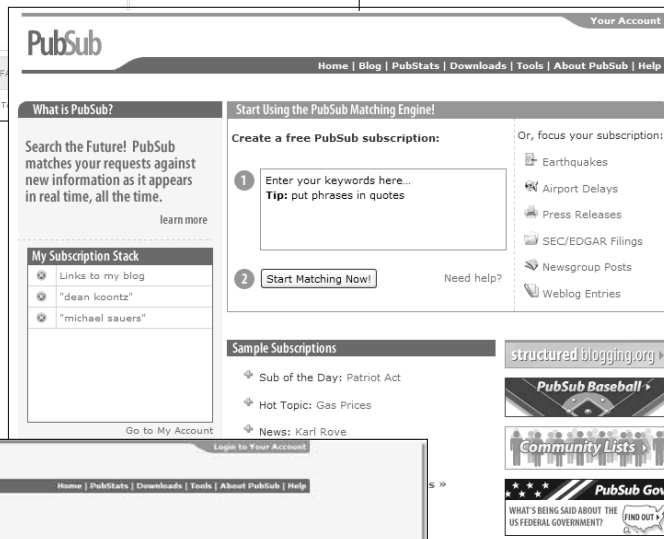 Your Account
PubSub
Home | Blog | PubStats | Downloads | Tools | About PubSub | Help
What is PubSub?
Search the Future! PubSub
matches your requests against
new information as it appears
in real time, all the time.
learn more
My Subscription Stack
Links to my blog
"dean koontz"
"michael sauers"
Go to My Account
Start Using the PubSub Matching Engine!
Create a free PubSub subscription:
1
Enter your keywords here...
Tip: put phrases in quotes
2
Start Matching Now!
Need help?
Or, focus your subscription:
Earthquakes
Airport Delays
Press Releases
SEC/EDGAR Filings
Newsgroup Posts
Weblog Entries
Sample Subscriptions
Sub of the Day: Patriot Act
Hot Topic: Gas Prices
News: Karl Rove
s »
structured blogging.org
PubSub Baseball
Community Lists
PubSub Gov
WHAT'S BEING SAID ABOUT THE
US FEDERAL GOVERNMENT?
FIND OUT
Login to Your Account
Home | PubStats | Downloads | Tools | About PubSub | Help